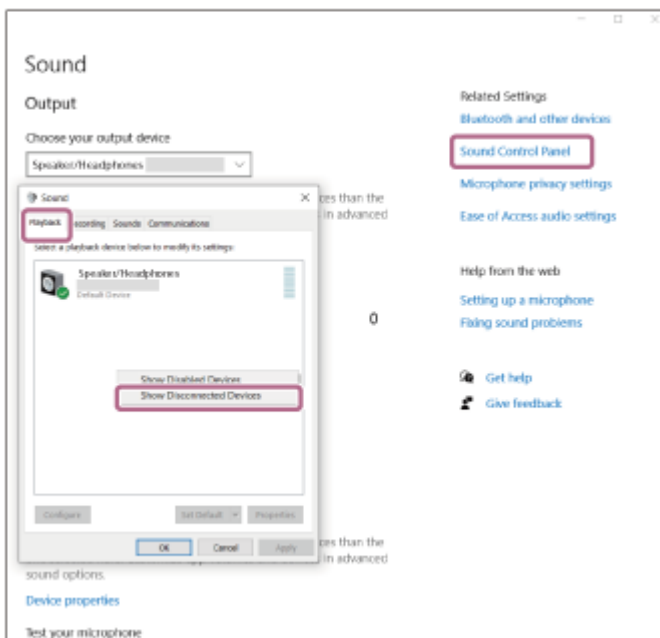 Sound
Output
Choose your output device
Speaker/Headphones
Related Settings
Bluetooth and other devices
Sound Control Panel
Microphone privacy settings
Ease of Access audio settings
Help from the web
Setting up a microphone
Fixing sound problems
Get help
Give feedback
Sound
ces than the
in advanced
Playback
ecording
Sounds
Communications
Select a playback device below to modify its settings:
Speaker/Headphones
Default Device
0
Show Disabled Devices
Show Disconnected Devices
Configure
Set Default
Properties
OK
Cancel
Apply
ces than the
in advanced
sound options.
Device properties
Test your microphone